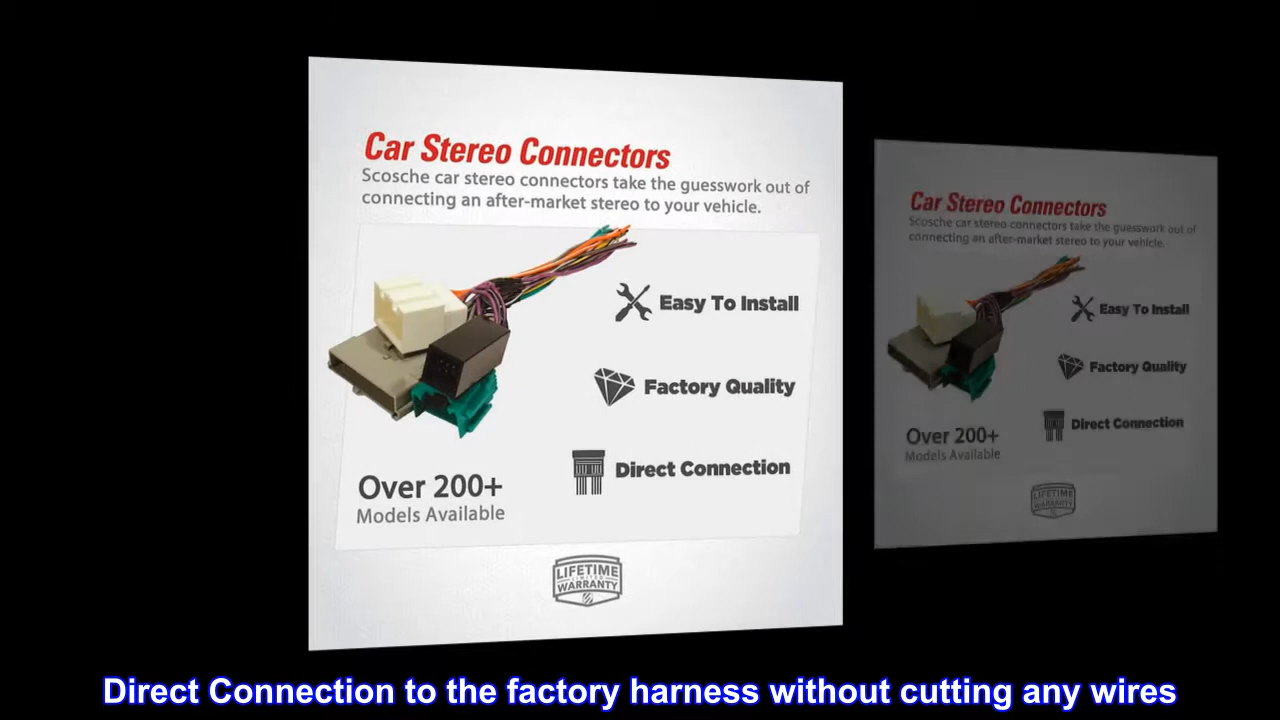 Car Stereo Connectors
Scosche car stereo connectors take the guesswork out of
connecting an after-market stereo to your vehicle.
Easy To Install
Factory Quality
Direct Connection
Over 200+
Models Available
LIFETIME
LIMITED
WARRANTY
Car Stereo Connectors
Scosche car stereo connectors take the guesswork out of
connecting an after-market stereo to your vehicle.
Easy To Install
Factory Quality
Direct Connection
Over 200+
Models Available
LIFETIME
WARRANTY
Direct Connection to the factory harness without cutting any wires